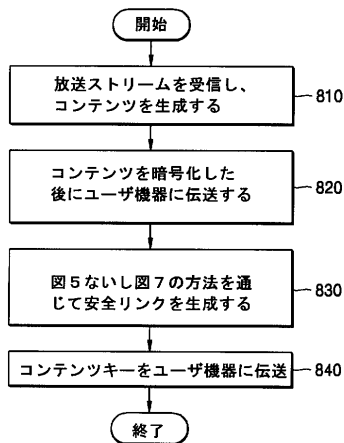 開始
放送ストリームを受信し、
コンテンツを生成する
810
コンテンツを暗号化した
後にユーザ機器に伝送する
820
図5ないし図7の方法を通
じて安全リンクを生成する
830
コンテンツキーをユーザ機器に伝送
840
終了